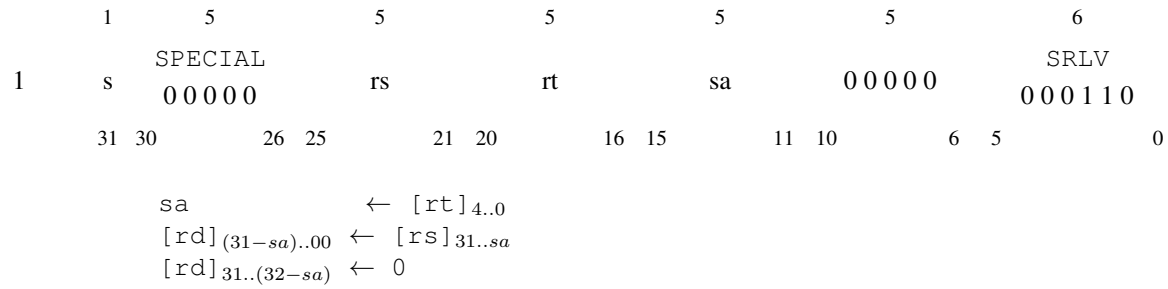 1 5 5 5 5 5 6
SPECIAL SRLV
1 s 0 0 0 0 0 rs rt sa 0 0 0 0 0 0 0 0 1 1 0
31 30 26 25 21 20 16 15 11 10 6 5 0
sa ← [rt]4..0
[rd](31−sa)..00 ← [rs]31..sa
[rd]31..(32−sa) ← 0